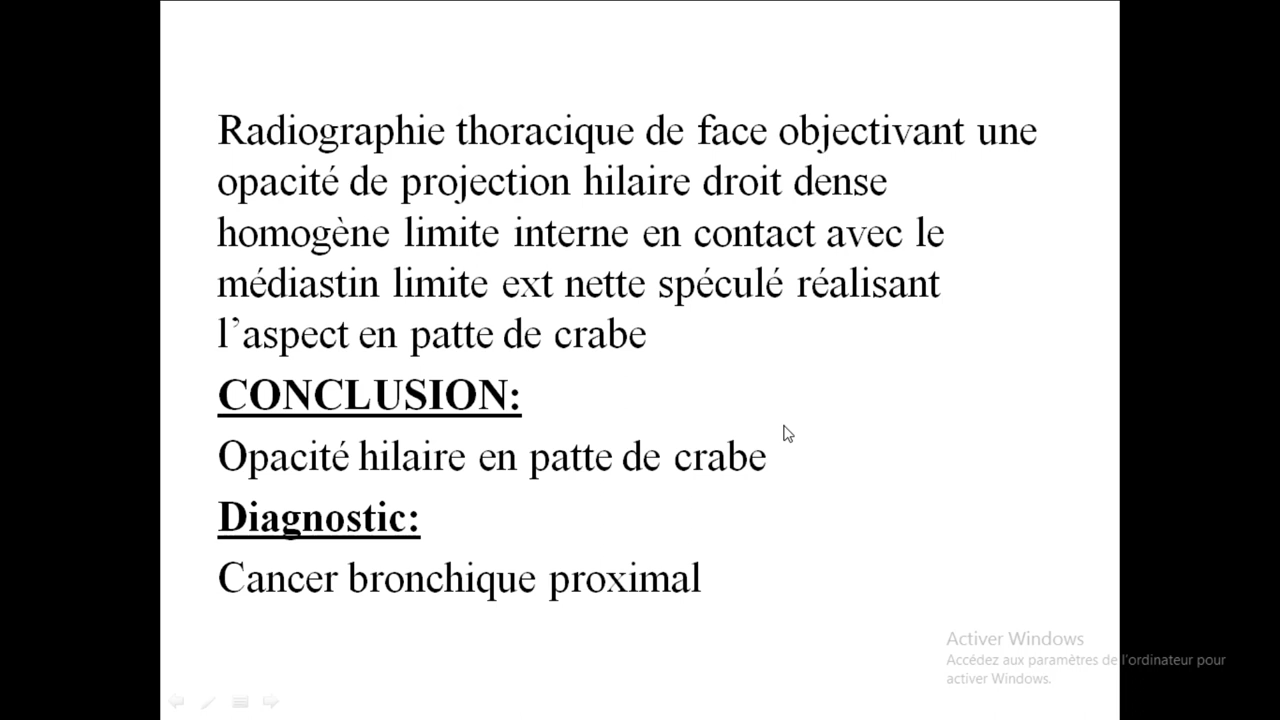 Radiographie thoracique de face objectivant une
opacité de projection hilaire droit dense
homogène limite interne en contact avec le
médiastin limite ext nette spéculé réalisant
l’aspect en patte de crabe
CONCLUSION:
Opacité hilaire en patte de crabe
Diagnostic:
Cancer bronchique proximal
Activer Windows
Accédez aux paramètres de l'ordinateur pour
activer Windows.